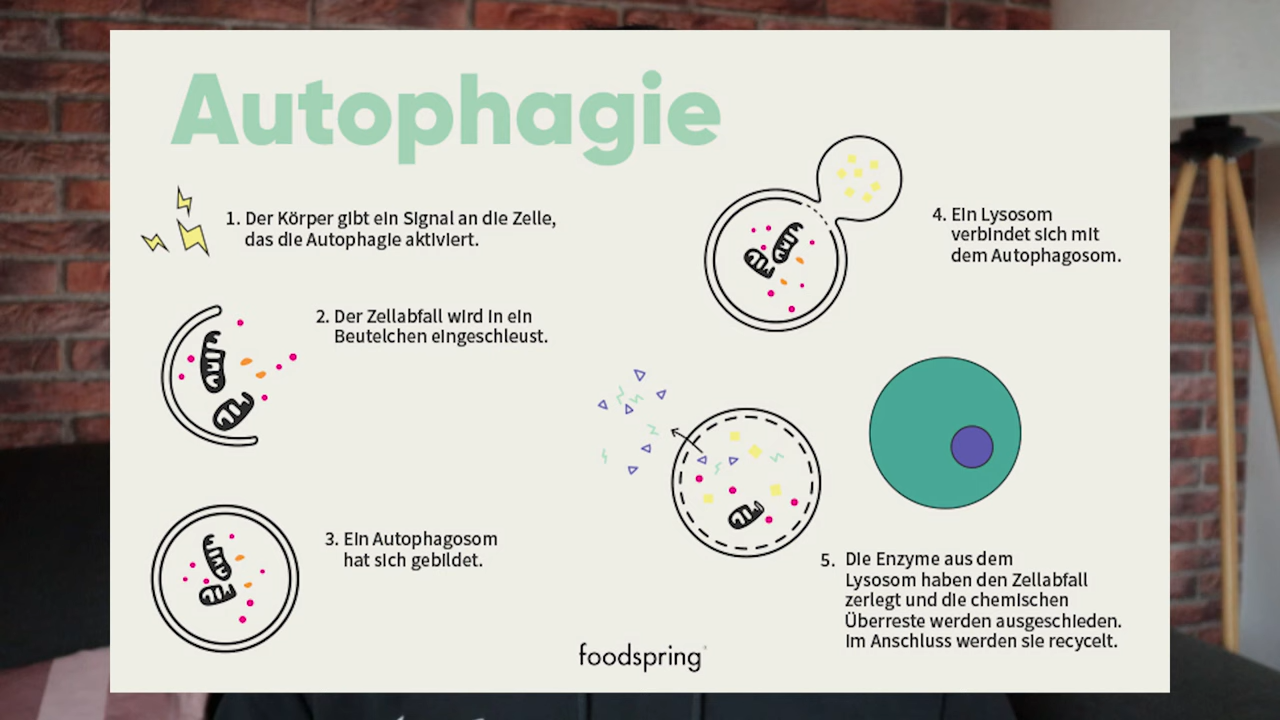 Autophagie
1. Der Körper gibt ein Signal an die Zelle,
das die Autophagie aktiviert.
2. Der Zellabfall wird in ein
Beutelchen eingeschleust.
3. Ein Autophagosom
hat sich gebildet.
4. Ein Lysosom
verbindet sich mit
dem Autophagosom.
5. Die Enzyme aus dem
Lysosom haben den Zellabfall
zerlegt und die chemischen
Überreste werden ausgeschieden.
Im Anschluss werden sie recycelt.
foodspring